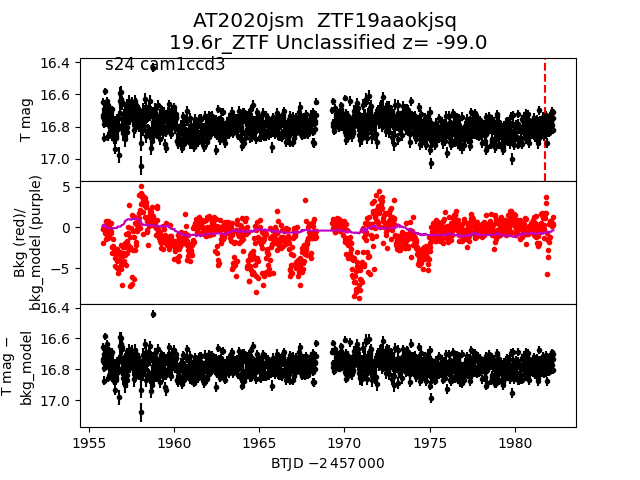 AT2020jsm  ZTF19aaokjsq
19.6r_ZTF Unclassified z= -99.0
s24 cam1ccd3
16.4
16.6
16.8
17.0
T mag
5
0
−5
Bkg (red)/
bkg_model (purple)
16.4
16.6
16.8
17.0
T mag −
bkg_model
1955
1960
1965
1970
1975
1980
BTJD −2 457 000